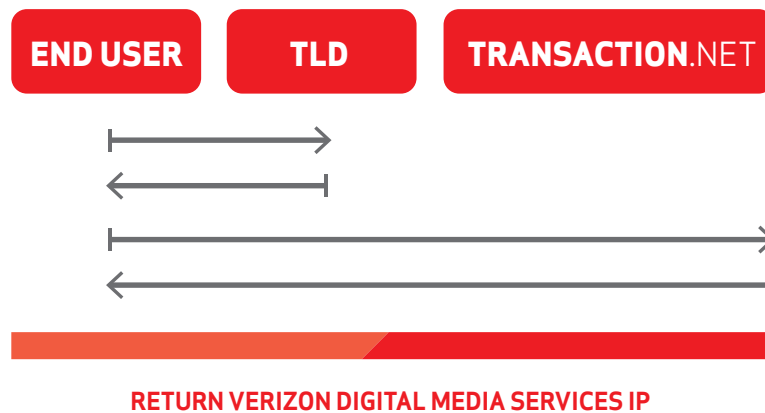 END USER
TLD
TRANSACTION.NET
RETURN VERIZON DIGITAL MEDIA SERVICES IP